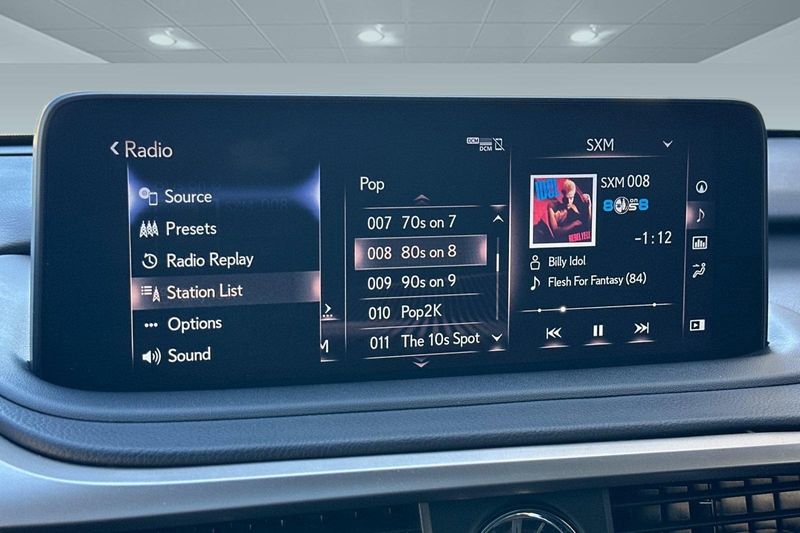 Radio
Source
Presets
Radio Replay
Station List
Options
Sound
DCM
DCM
Pop
007 70s on 7
008 80s on 8
009 90s on 9
010 Pop2K
011 The 10s Spot
SXM
IDOL
REBEL YELL
SXM 008
80s on 8
-1:12
Billy Idol
Flesh For Fantasy (84)